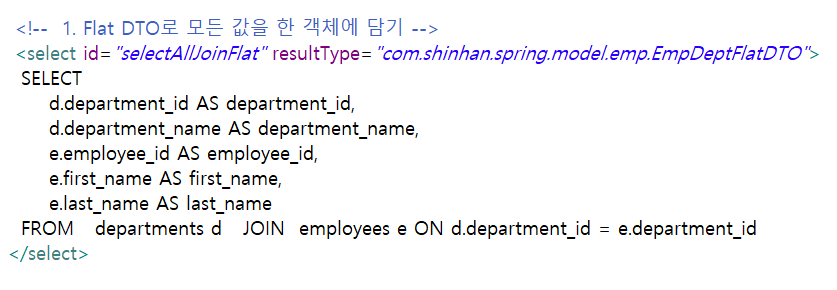 <!-- 1. Flat DTO로 모든 값을 한 객체에 담기 -->
<select id="selectAllJoinFlat" resultType="com.shinhan.spring.model.emp.EmpDeptFlatDTO">
SELECT
d.department_id AS department_id,
d.department_name AS department_name,
e.employee_id AS employee_id,
e.first_name AS first_name,
e.last_name AS last_name
FROM departments d JOIN employees e ON d.department_id = e.department_id
</select>